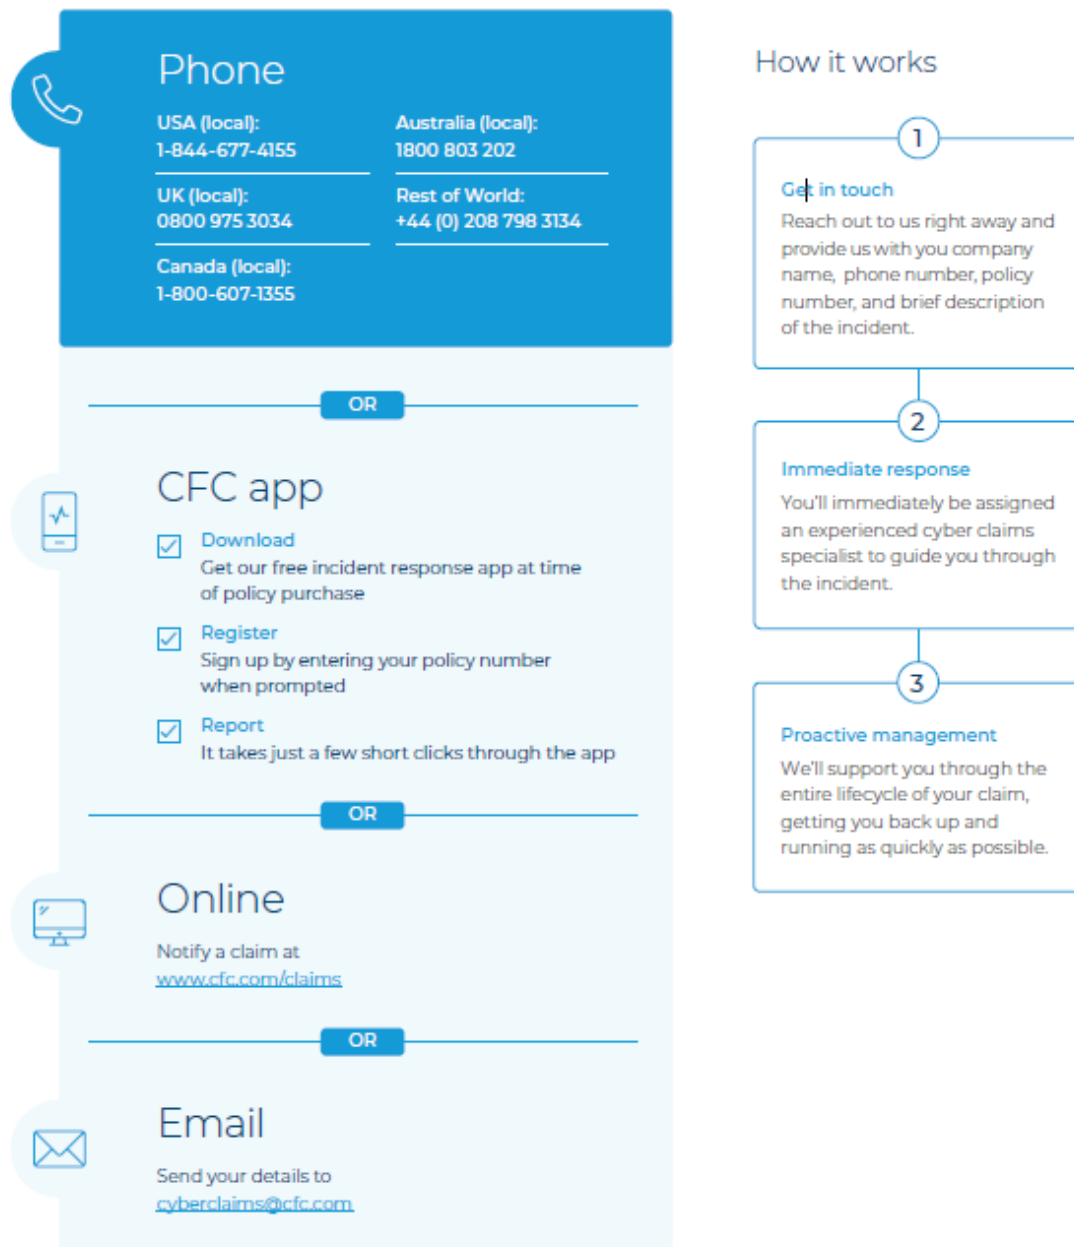 Phone
USA (local):
1-844-677-4155
Australia (local):
1800 803 202
UK (local):
0800 975 3034
Rest of World:
+44 (0) 208 798 3134
Canada (local):
1-800-607-1355
OR
CFC app
Download
Get our free incident response app at time
of policy purchase
Register
Sign up by entering your policy number
when prompted
Report
It takes just a few short clicks through the app
OR
Online
Notify a claim at
www.cfc.com/claims
OR
Email
Send your details to
cyberclaims@cfc.com
How it works
1
Get in touch
Reach out to us right away and
provide us with you company
name, phone number, policy
number, and brief description
of the incident.
2
Immediate response
You'll immediately be assigned
an experienced cyber claims
specialist to guide you through
the incident.
3
Proactive management
We'll support you through the
entire lifecycle of your claim,
getting you back up and
running as quickly as possible.